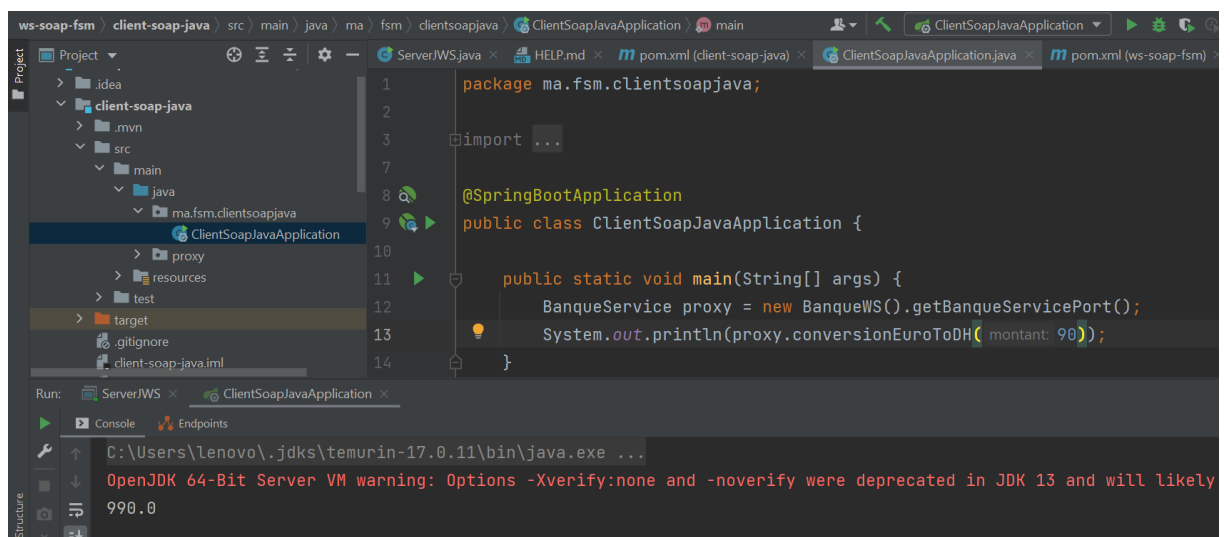 ws-soap-fsm 〉 client-soap-java 〉 src 〉 main 〉 java 〉 ma 〉 fsm 〉 clientsoapjava 〉 ClientSoapJavaApplication 〉 main ClientSoapJavaApplication
Project
Project
ServerJWS.java × HELP.md × pom.xml (client-soap-java) × ClientSoapJavaApplication.java × pom.xml (ws-soap-fsm) ×
.idea
client-soap-java
.mvn
src
main
java
ma.fsm.clientsoapjava
ClientSoapJavaApplication
proxy
resources
test
target
.gitignore
client-soap-java.iml
1 package ma.fsm.clientsoapjava;
2
3 import ...
7
8 @SpringBootApplication
9 public class ClientSoapJavaApplication {
10
11 public static void main(String[] args) {
12 BanqueService proxy = new BanqueWS().getBanqueServicePort();
13 System.out.println(proxy.conversionEuroToDH( montant: 90));
14 }
Run: ServerJWS × ClientSoapJavaApplication ×
Console Endpoints
C:\Users\lenovo\.jdks\temurin-17.0.11\bin\java.exe ...
OpenJDK 64-Bit Server VM warning: Options -Xverify:none and -noverify were deprecated in JDK 13 and will likely
990.0
Structure